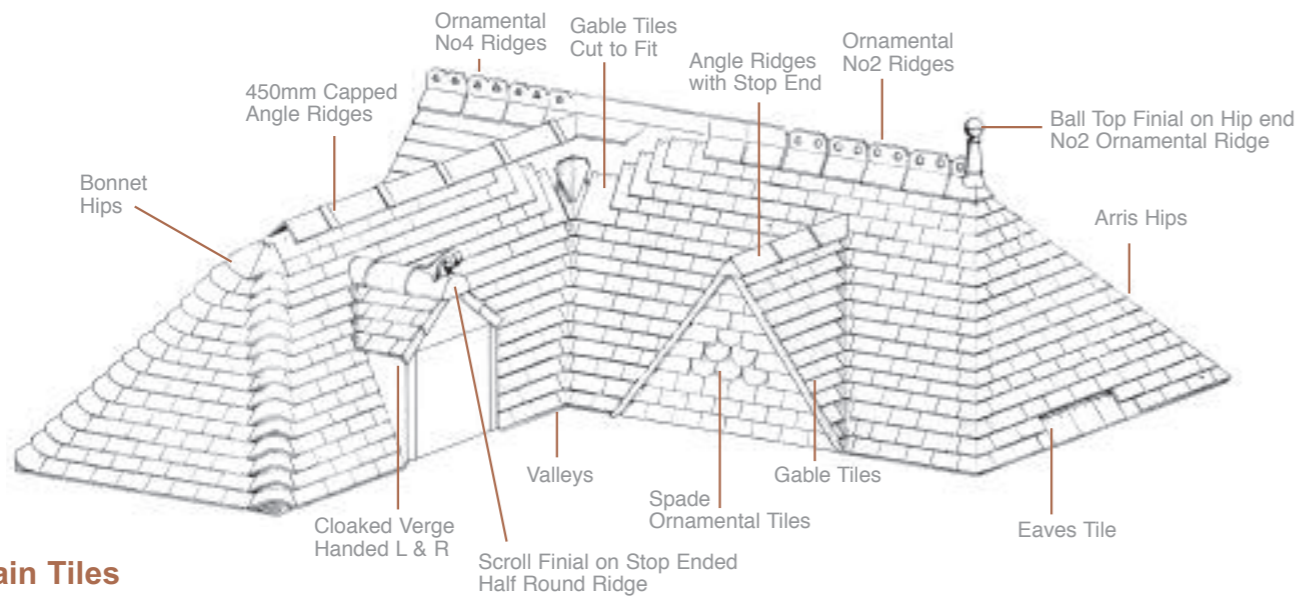 Ornamental
No4 Ridges
Gable Tiles
Cut to Fit
Angle Ridges
with Stop End
Ornamental
No2 Ridges
450mm Capped
Angle Ridges
Ball Top Finial on Hip end
No2 Ornamental Ridge
Bonnet
Hips
Arris Hips
Valleys
Gable Tiles
Spade
Ornamental Tiles
Eaves Tile
Cloaked Verge
Handed L & R
Scroll Finial on Stop Ended
Half Round Ridge
ain Tiles